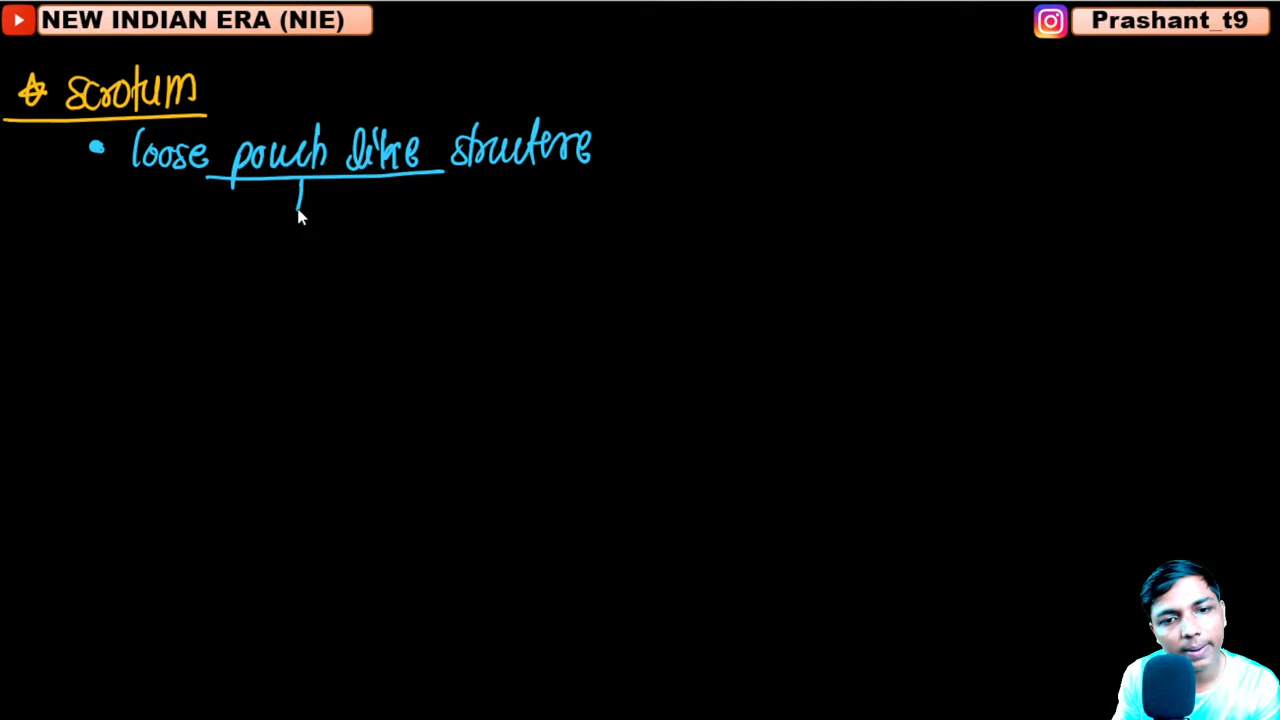 NEW INDIAN ERA (NIE)
Prashant_t9
scrotum
• loose pouch like structere